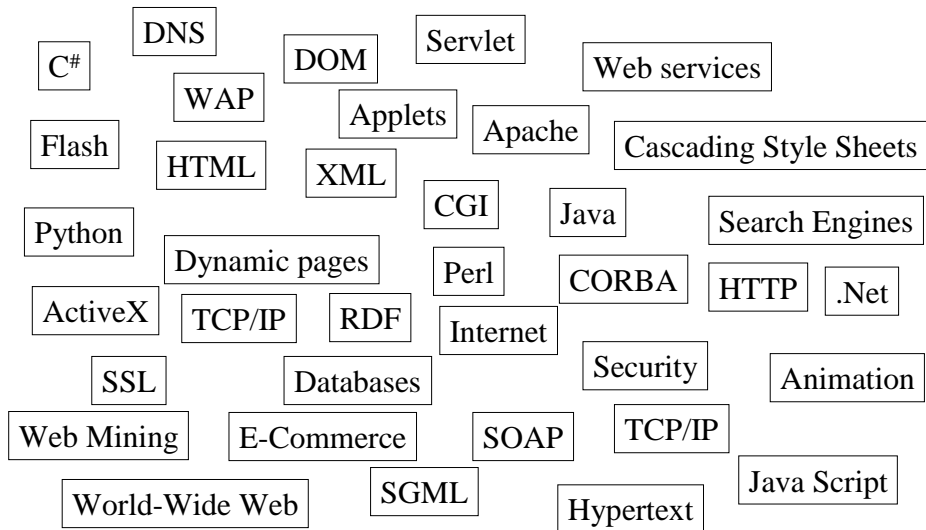 DNS
Servlet
C#
DOM
Web services
WAP
Applets
Apache
Flash
Cascading Style Sheets
HTML
XML
CGI
Java
Search Engines
Python
Dynamic pages
Perl
CORBA
HTTP
.Net
ActiveX
TCP/IP
RDF
Internet
Security
SSL
Databases
Animation
Web Mining
E-Commerce
SOAP
TCP/IP
Java Script
SGML
World-Wide Web
Hypertext